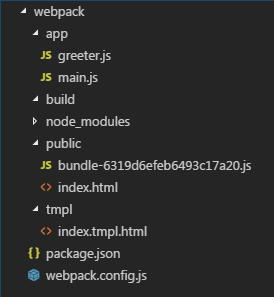 webpack
app
JS greeter.js
JS main.js
build
node_modules
public
JS bundle-6319d6efeb6493c17a20.js
<> index.html
tmpl
<> index.tmpl.html
{} package.json
webpack.config.js